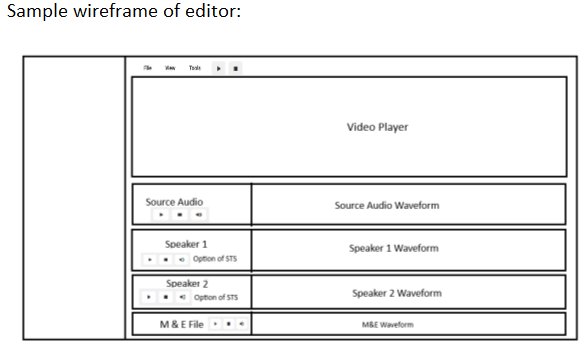 Sample wireframe of editor:
File View Tools
Video Player
Source Audio
Source Audio Waveform
Speaker 1
Option of STS
Speaker 1 Waveform
Speaker 2
Option of STS
Speaker 2 Waveform
M & E File
M&E Waveform